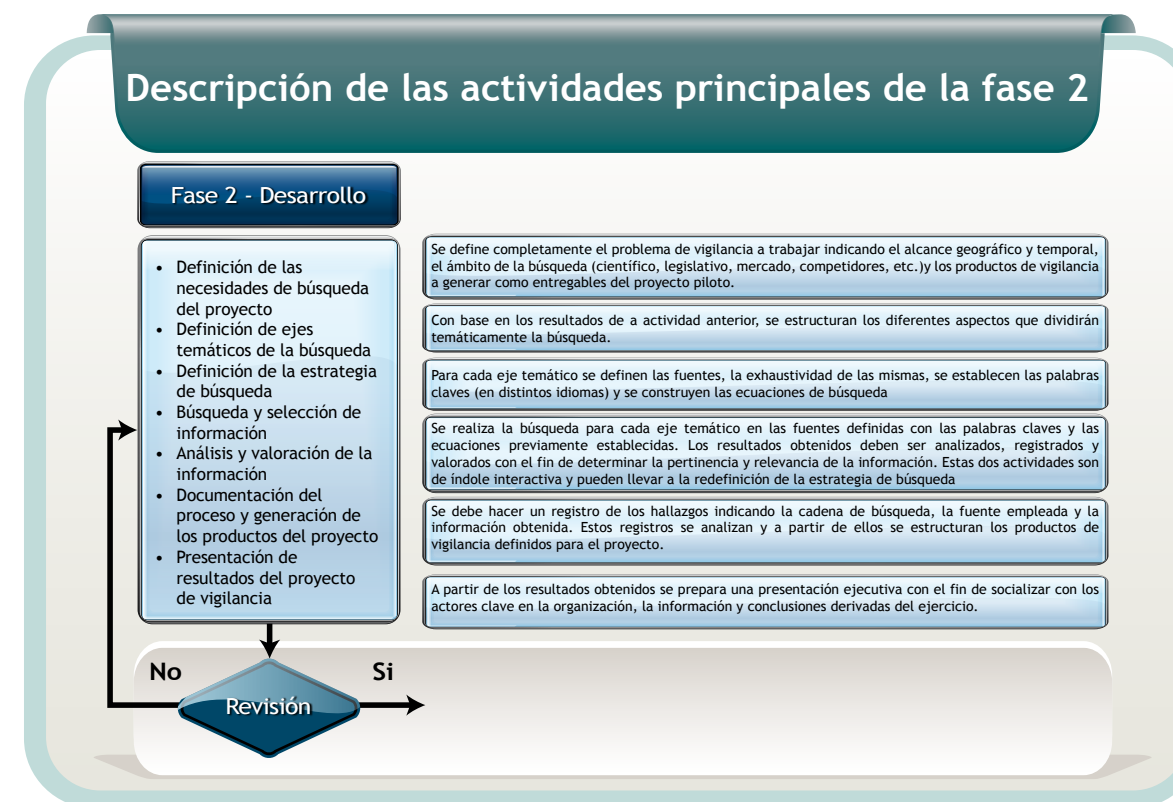 Descripción de las actividades principales de la fase 2
Fase 2 - Desarrollo
• Definición de las
necesidades de búsqueda
del proyecto
• Definición de ejes
temáticos de la búsqueda
• Definición de la estrategia
de búsqueda
• Búsqueda y selección de
información
• Análisis y valoración de la
información
• Documentación del
proceso y generación de
los productos del proyecto
• Presentación de
resultados del proyecto
de vigilancia
Se define completamente el problema de vigilancia a trabajar indicando el alcance geográfico y temporal,
el ámbito de la búsqueda (científico, legislativo, mercado, competidores, etc.)y los productos de vigilancia
a generar como entregables del proyecto piloto.
Con base en los resultados de a actividad anterior, se estructuran los diferentes aspectos que dividirán
temáticamente la búsqueda.
Para cada eje temático se definen las fuentes, la exhaustividad de las mismas, se establecen las palabras
claves (en distintos idiomas) y se construyen las ecuaciones de búsqueda
Se realiza la búsqueda para cada eje temático en las fuentes definidas con las palabras claves y las
ecuaciones previamente establecidas. Los resultados obtenidos deben ser analizados, registrados y
valorados con el fin de determinar la pertinencia y relevancia de la información. Estas dos actividades son
de índole interactiva y pueden llevar a la redefinición de la estrategia de búsqueda
Se debe hacer un registro de los hallazgos indicando la cadena de búsqueda, la fuente empleada y la
información obtenida. Estos registros se analizan y a partir de ellos se estructuran los productos de
vigilancia definidos para el proyecto.
A partir de los resultados obtenidos se prepara una presentación ejecutiva con el fin de socializar con los
actores clave en la organización, la información y conclusiones derivadas del ejercicio.
No
Si
Revisión